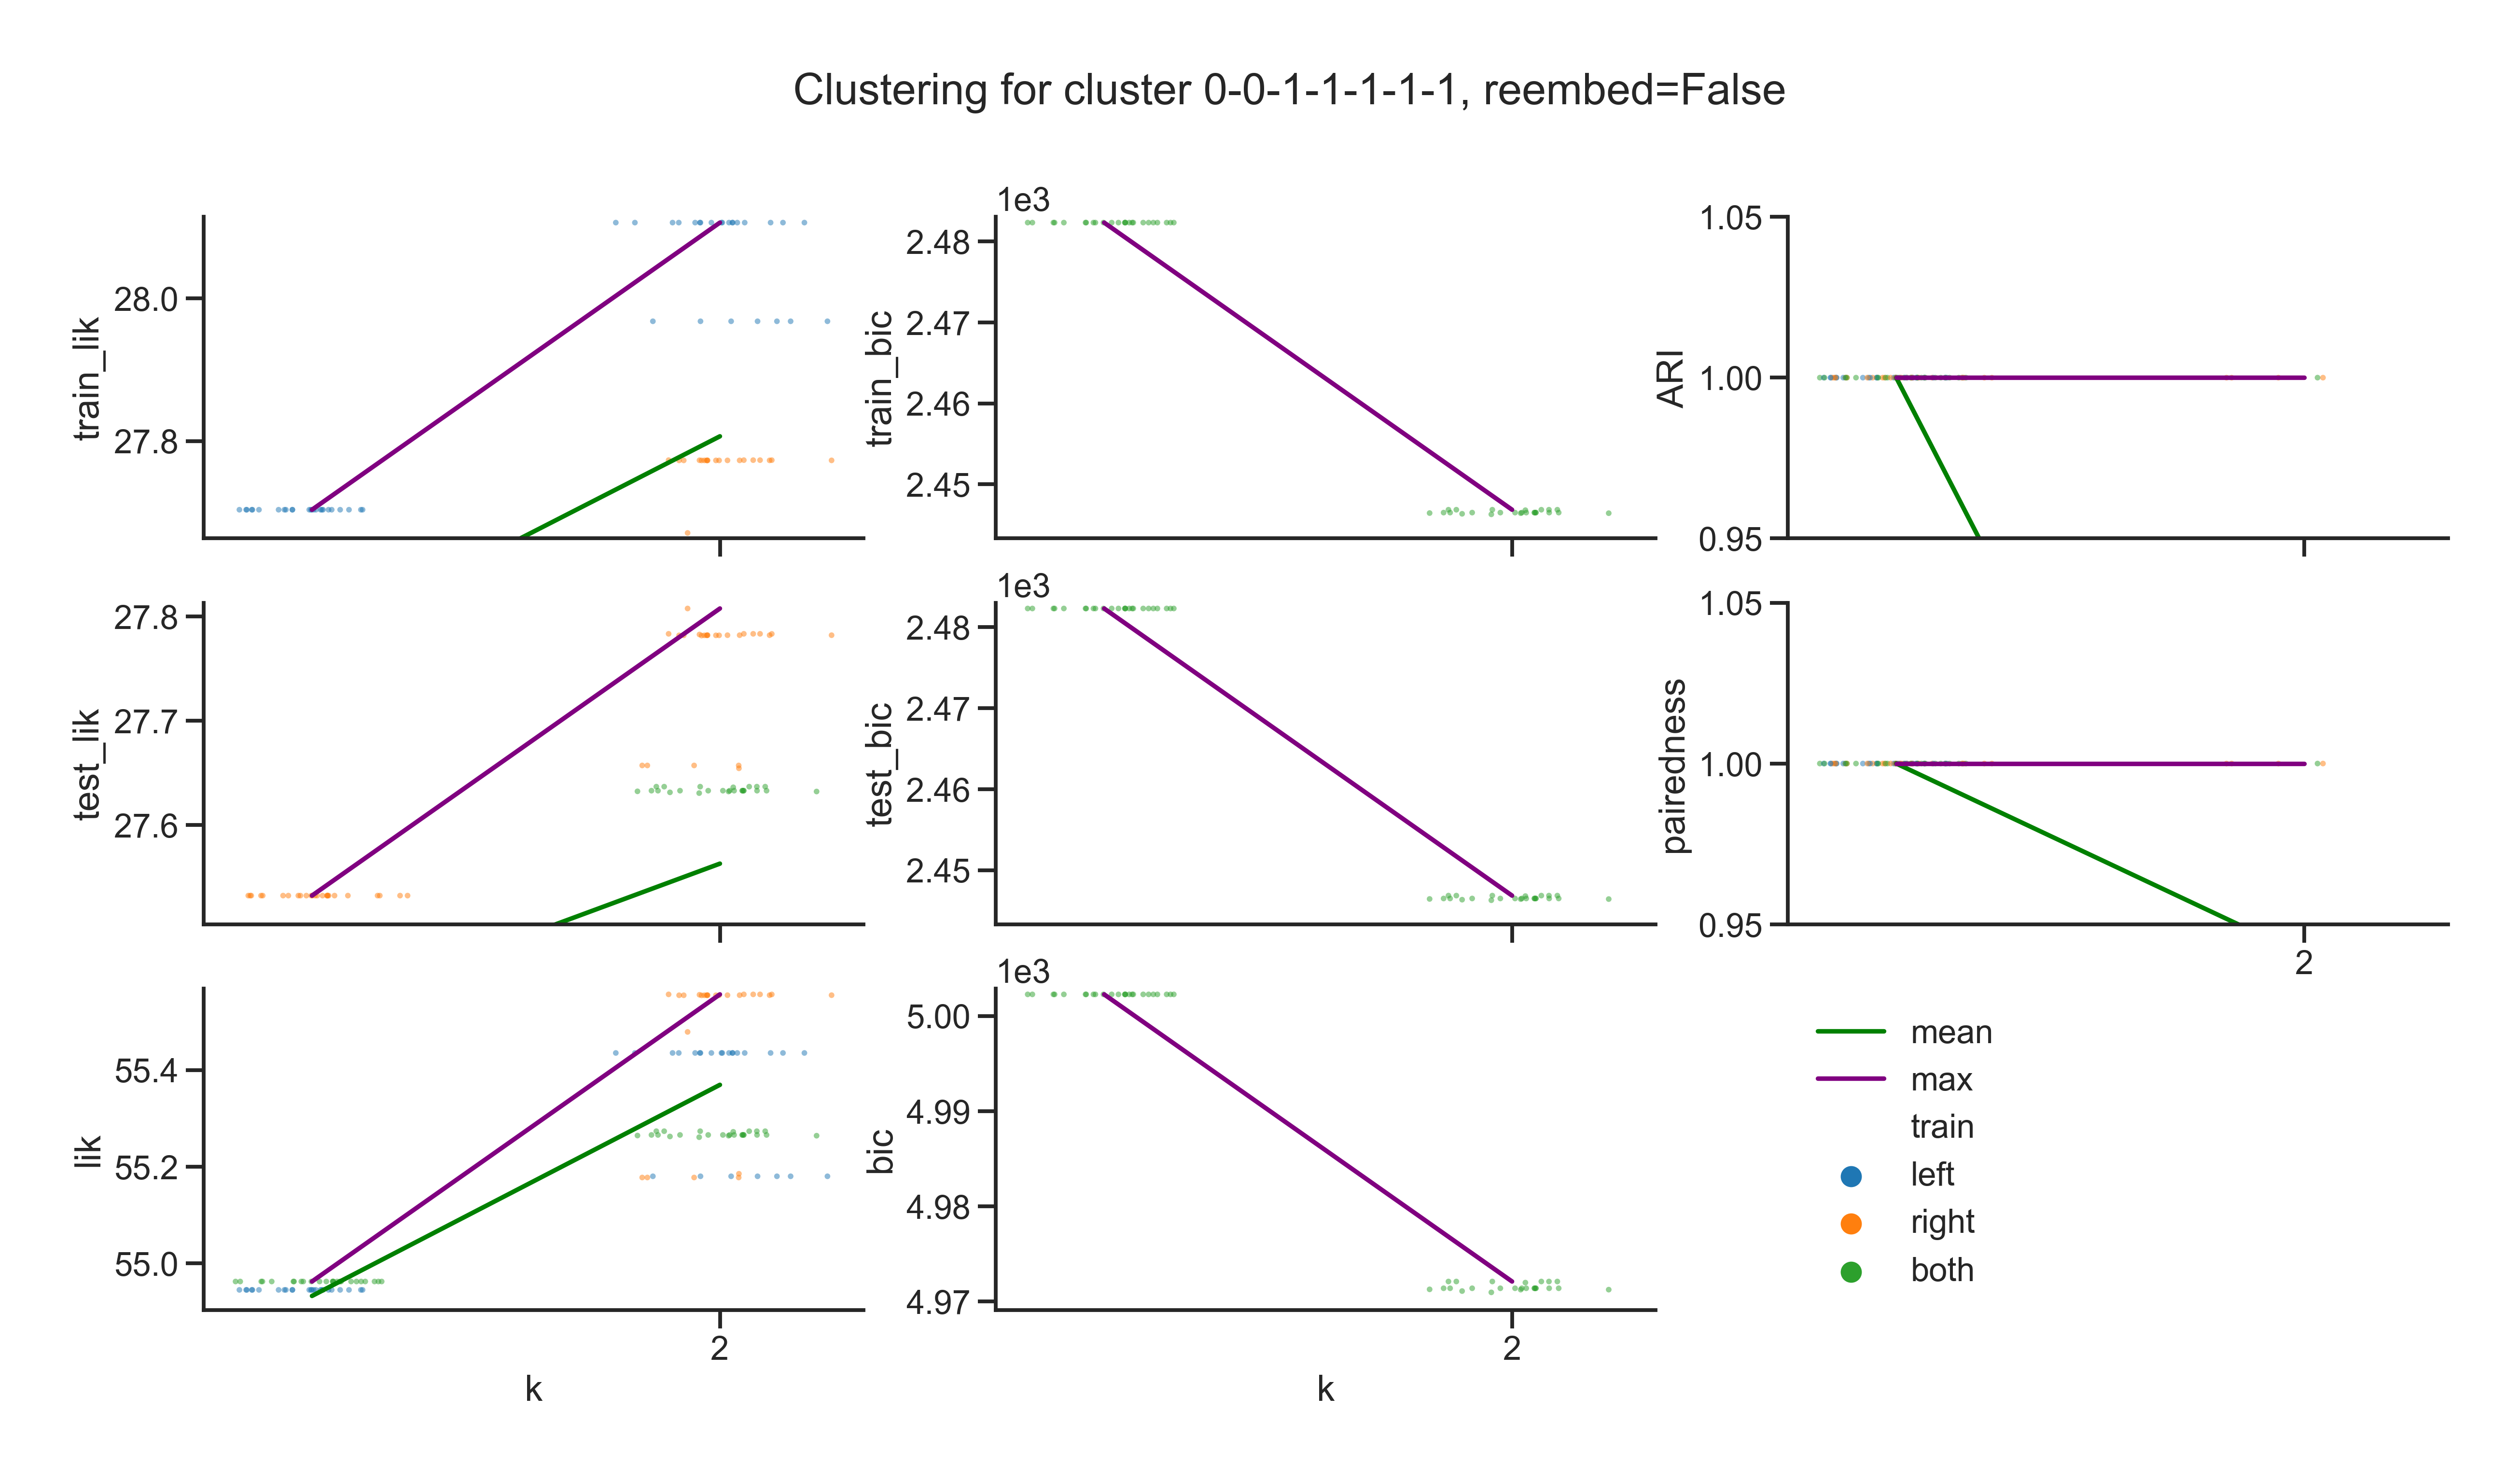 Clustering for cluster 0-0-1-1-1-1-1, reembed=False
train_lik
28.0
27.8
1e3
train_bic
2.48
2.47
2.46
2.45
ARI
1.05
1.00
0.95
test_lik
27.8
27.7
27.6
1e3
test_bic
2.48
2.47
2.46
2.45
pairedness
1.05
1.00
0.95
2
lik
55.4
55.2
55.0
2
k
1e3
bic
5.00
4.99
4.98
4.97
2
k
mean
max
train
left
right
both